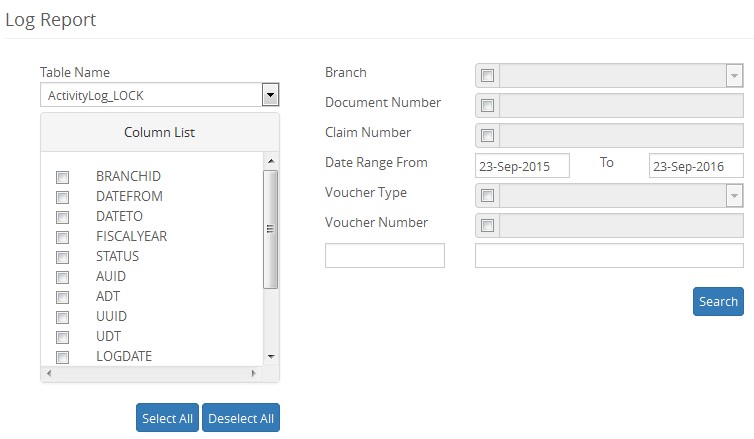 Log Report
Table Name
ActivityLog_LOCK
Column List
BRANCHID
DATEFROM
DATETO
FISCALYEAR
STATUS
AUID
ADT
UUID
UDT
LOGDATE
Select All Deselect All
Branch
Document Number
Claim Number
Date Range From 23-Sep-2015 To 23-Sep-2016
Voucher Type
Voucher Number
Search